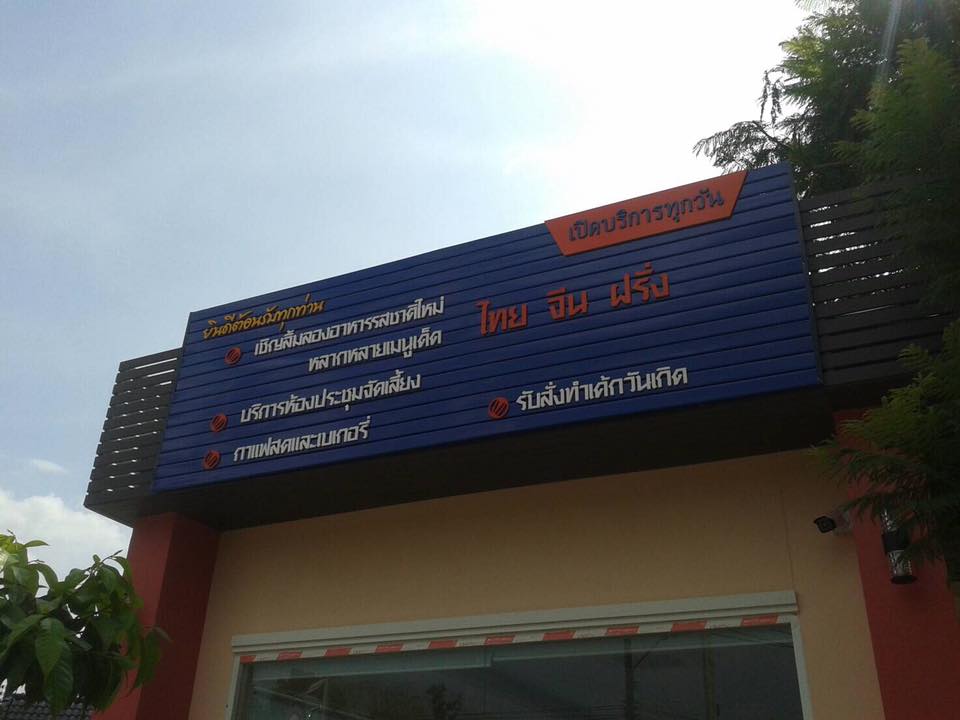 เปิดบริการทุกวัน
ยินดีต้อนรับทุกท่าน
เชิญลิ้มลองอาหารรสชาติใหม่
หลากหลายเมนูเด็ด
ไทย จีน ฝรั่ง
บริการห้องประชุมจัดเลี้ยง
กาแฟสดและเบเกอรี่
รับสั่งทำเค้กวันเกิด